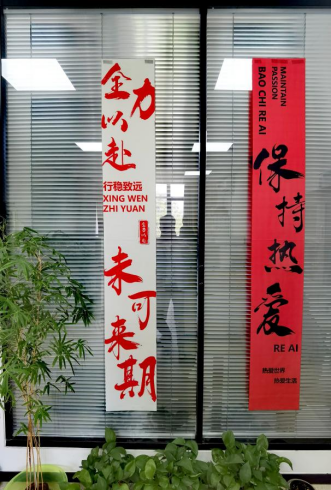 全力以赴
行稳致远
XING WEN
ZHI YUAN
未可来期
MAINTAIN
PASSION
BAO CHI RE AI
保持热爱
RE AI
热爱世界
热爱生活